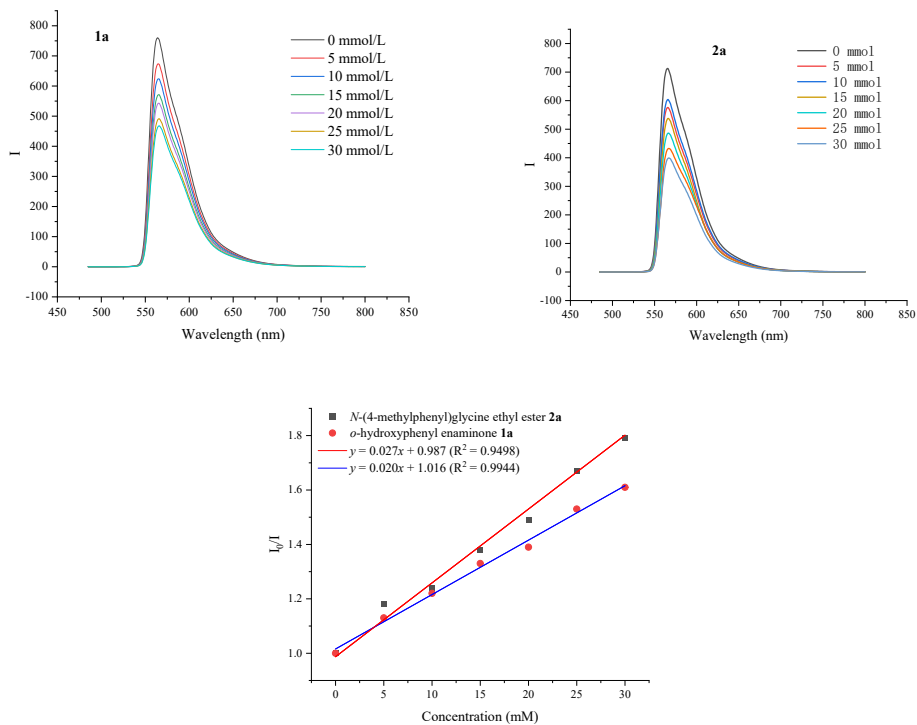 1a
0 mmol/L
5 mmol/L
10 mmol/L
15 mmol/L
20 mmol/L
25 mmol/L
30 mmol/L
800
700
600
500
400
300
200
100
0
-100
I
450 500 550 600 650 700 750 800 850
Wavelength (nm)
2a
0 mmol
5 mmol
10 mmol
15 mmol
20 mmol
25 mmol
30 mmol
800
700
600
500
400
300
200
100
0
-100
I
450 500 550 600 650 700 750 800 850
Wavelength (nm)
N-(4-methylphenyl)glycine ethyl ester 2a
o-hydroxyphenyl enaminone 1a
y = 0.027x + 0.987 (R² = 0.9498)
y = 0.020x + 1.016 (R² = 0.9944)
1.8
1.6
1.4
1.2
1.0
I₀/I
0 5 10 15 20 25 30
Concentration (mM)